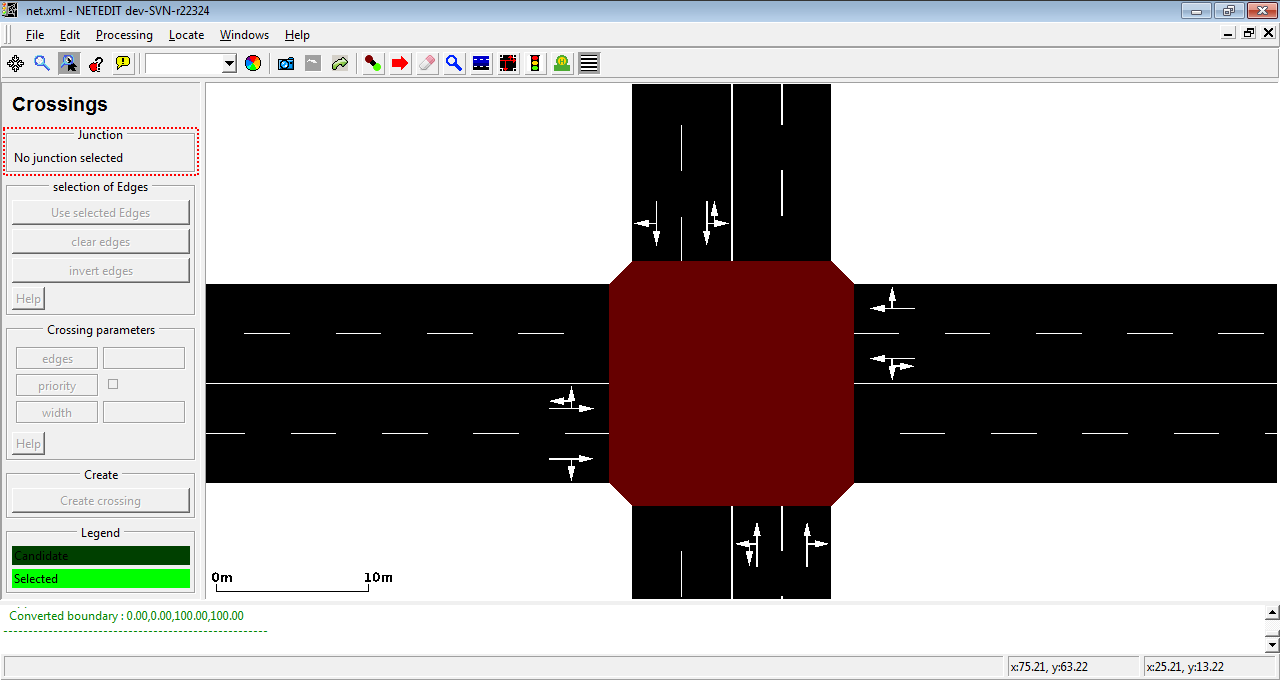 net.xml - NETEDIT dev-SVN-r22324
File Edit Processing Locate Windows Help
Crossings
Junction
No junction selected
selection of Edges
Use selected Edges
clear edges
invert edges
Help
Crossing parameters
edges
priority
width
Help
Create
Create crossing
Legend
Candidate
Selected
0m 10m
Converted boundary : 0.00,0.00,100.00,100.00
----------------------------------------------------------
x:75.21, y:63.22 x:25.21, y:13.22